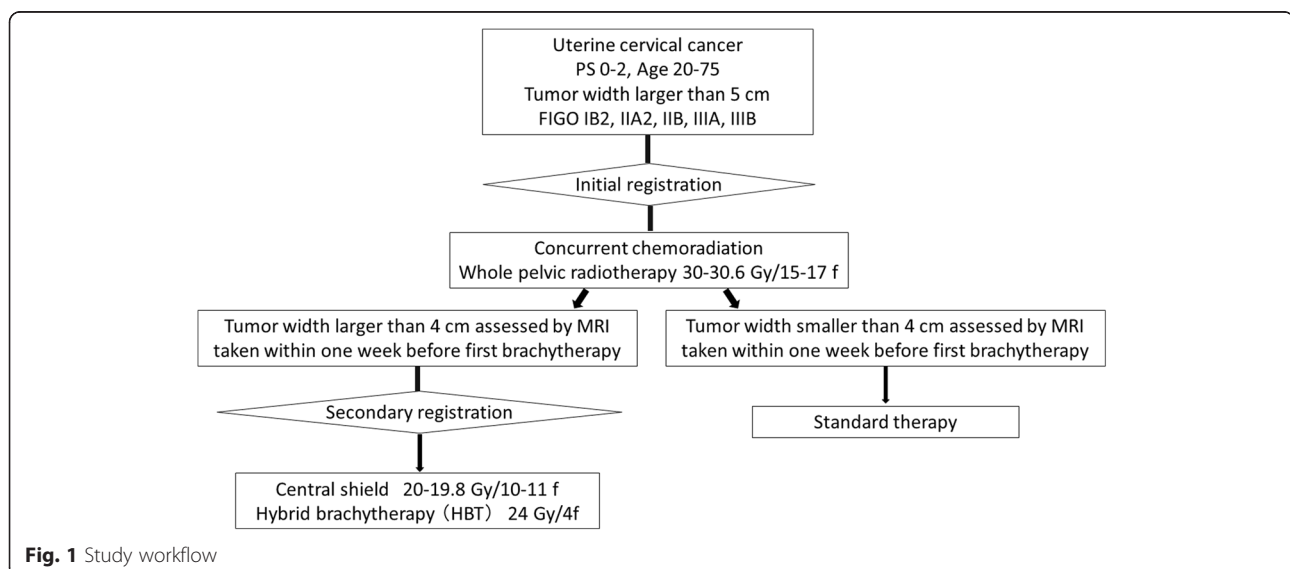 Uterine cervical cancer
PS 0-2, Age 20-75
Tumor width larger than 5 cm
FIGO IB2, IIA2, IIB, IIIA, IIIB
Initial registration
Concurrent chemoradiation
Whole pelvic radiotherapy 30-30.6 Gy/15-17 f
Tumor width larger than 4 cm assessed by MRI
taken within one week before first brachytherapy
Tumor width smaller than 4 cm assessed by MRI
taken within one week before first brachytherapy
Secondary registration
Standard therapy
Central shield 20-19.8 Gy/10-11 f
Hybrid brachytherapy（HBT） 24 Gy/4f
Fig. 1 Study workflow